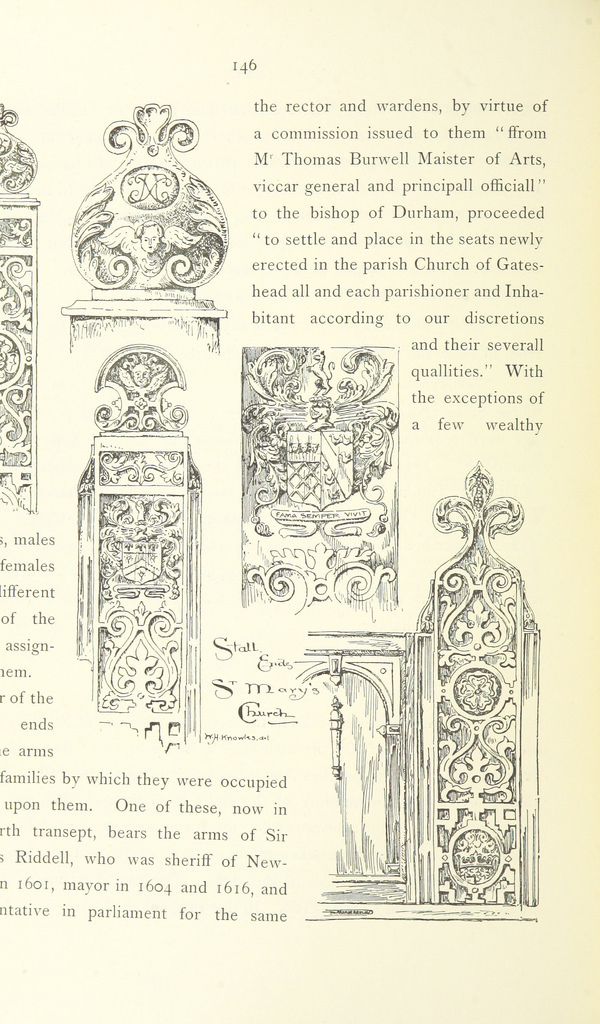 146
the rector and wardens, by virtue of
a commission issued to them “ffrom
Mr Thomas Burwell Maister of Arts,
viccar general and principall officiall”
to the bishop of Durham, proceeded
“to settle and place in the seats newly
erected in the parish Church of Gates-
head all and each parishioner and Inha-
bitant according to our discretions
and their severall
quallities.” With
the exceptions of
a few wealthy
FAMA SEMPER VIVIT
s, males
females
different
of the
assign-
hem.
r of the
ends
e arms
families by which they were occupied
upon them. One of these, now in
rth transept, bears the arms of Sir
s Riddell, who was sheriff of New-
n 1601, mayor in 1604 and 1616, and
ntative in parliament for the same
Stall
Ends
St Mary's
Church
W.H. Knowles. del